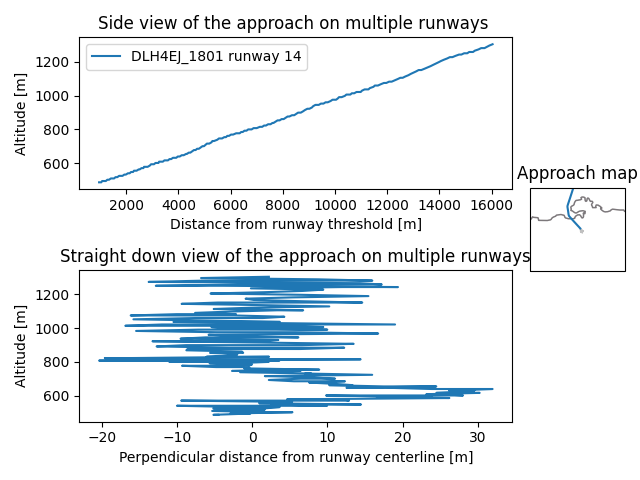 Side view of the approach on multiple runways
Altitude [m]
1200
1000
800
600
DLH4EJ_1801 runway 14
2000 4000 6000 8000 10000 12000 14000 16000
Distance from runway threshold [m]
Approach map
Straight down view of the approach on multiple runways
Altitude [m]
1200
1000
800
600
−20 −10 0 10 20 30
Perpendicular distance from runway centerline [m]